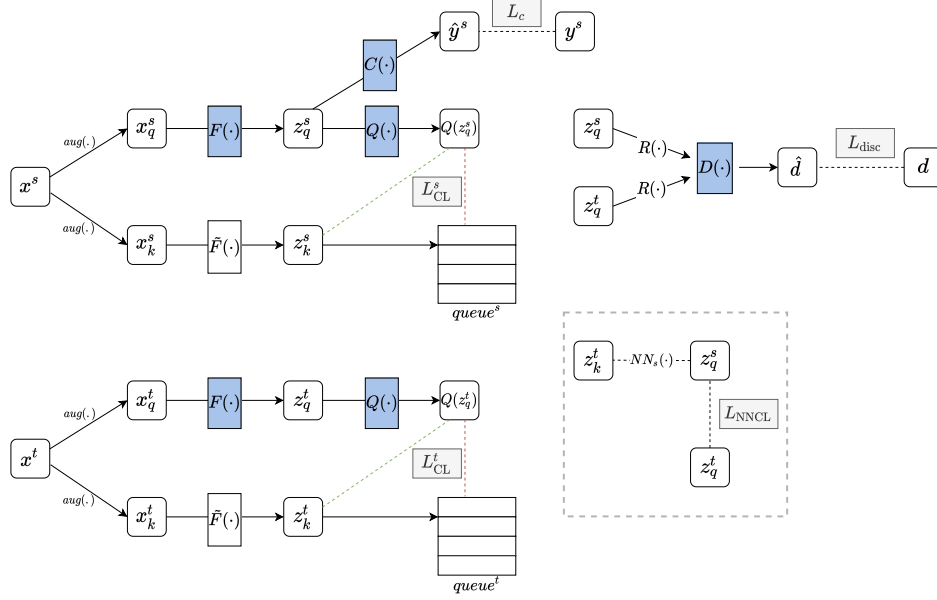 L_c
ŷ^s
y^s
C(·)
aug(.)
x_q^s
F(·)
z_q^s
Q(·)
Q(z_q^s)
x^s
L_CL^s
aug(.)
x_k^s
F̃(·)
z_k^s
queue^s
z_q^s
R(·)
z_q^t
R(·)
D(·)
d̂
L_disc
d
aug(.)
x_q^t
F(·)
z_q^t
Q(·)
Q(z_q^t)
x^t
L_CL^t
aug(.)
x_k^t
F̃(·)
z_k^t
queue^t
z_k^t
NN_s(·)
z_q^s
L_NNCL
z_q^t